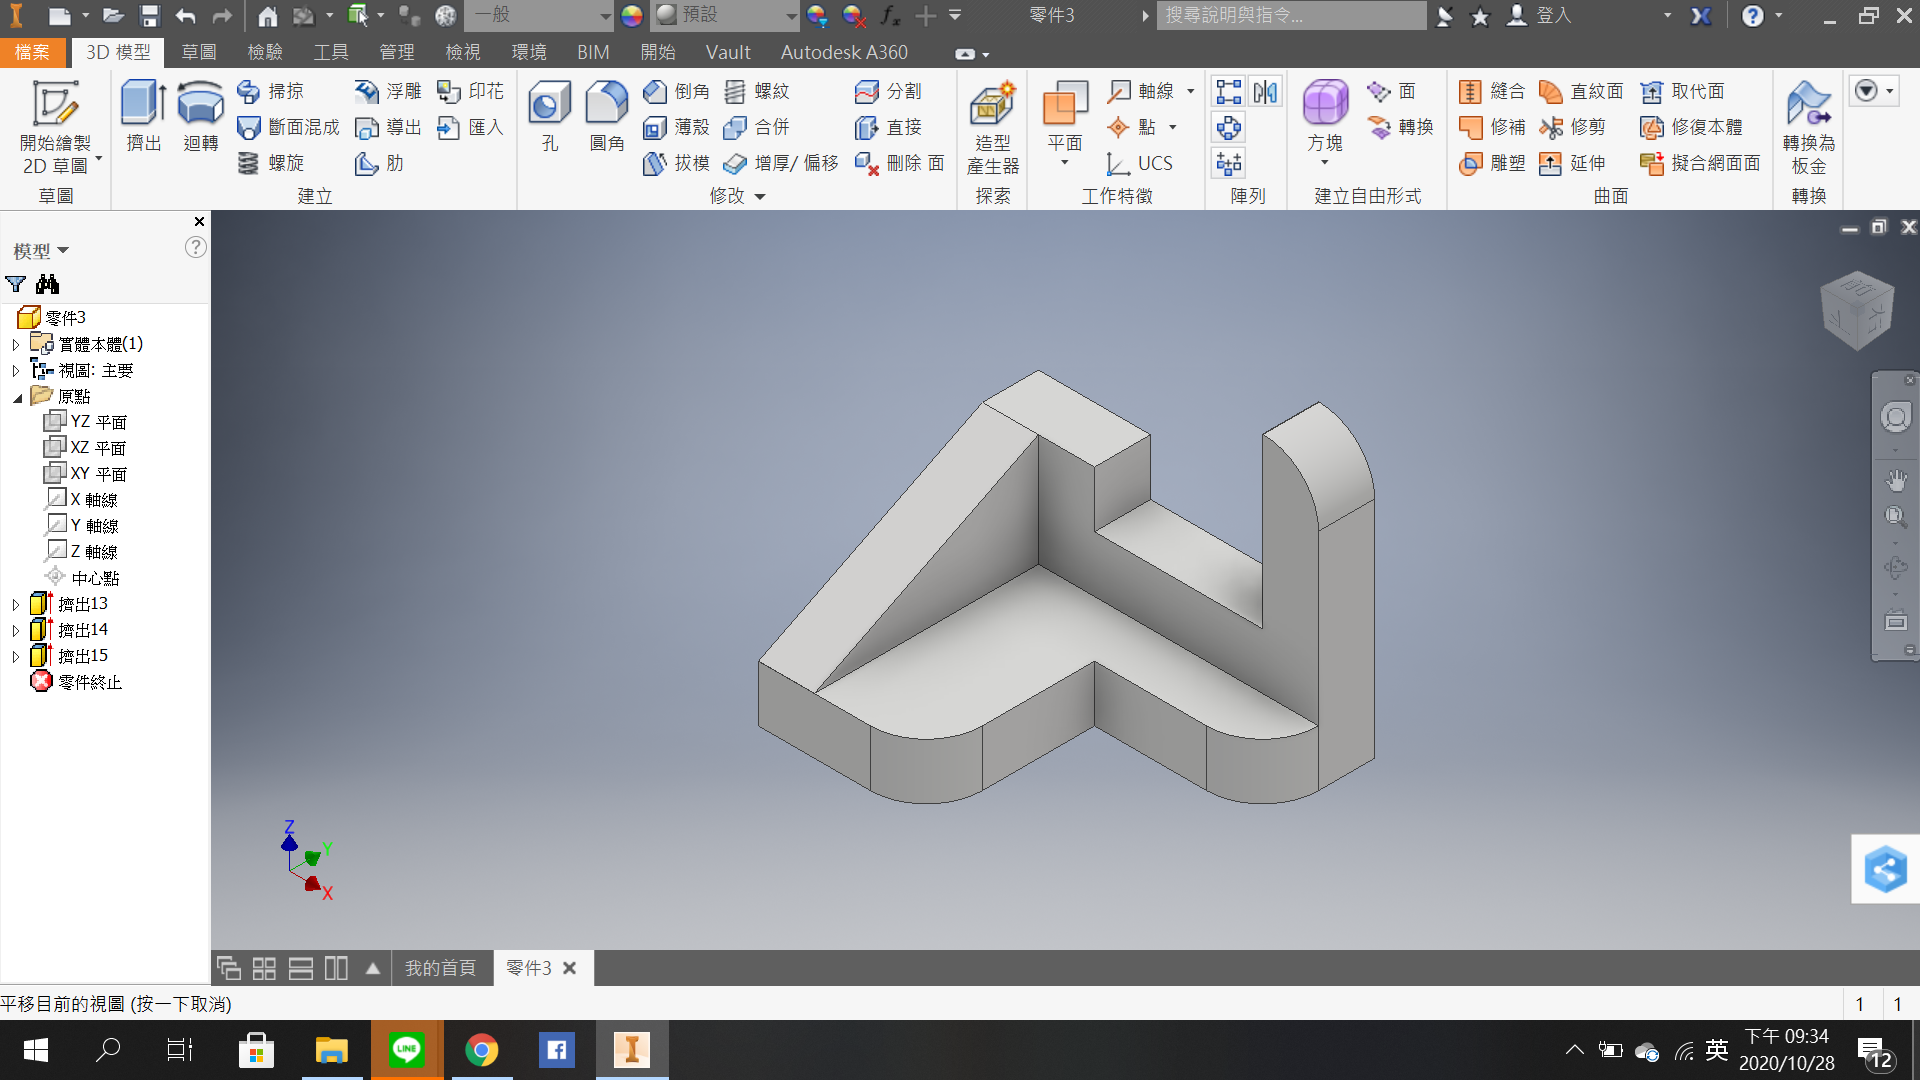 一般
預設
fx
零件3
搜尋說明與指令...
登入
檔案
3D 模型
草圖
檢驗
工具
管理
檢視
環境
BIM
開始
Vault
Autodesk A360
開始繪製
2D 草圖
草圖
擠出
迴轉
掃掠
斷面混成
螺旋
浮雕
導出
肋
印花
匯入
建立
孔
圓角
倒角
薄殼
拔模
螺紋
合併
增厚/ 偏移
分割
直接
刪除 面
修改
造型
產生器
探索
平面
軸線
點
UCS
工作特徵
陣列
方塊
面
轉換
建立自由形式
縫合
修補
雕塑
直紋面
修剪
延伸
取代面
修復本體
擬合網面面
曲面
轉換為
板金
轉換
模型
零件3
實體本體(1)
視圖: 主要
原點
YZ 平面
XZ 平面
XY 平面
X 軸線
Y 軸線
Z 軸線
中心點
擠出13
擠出14
擠出15
零件終止
Z
Y
X
我的首頁
零件3
平移目前的視圖 (按一下取消)
1
1
LINE
英
下午 09:34
2020/10/28
12